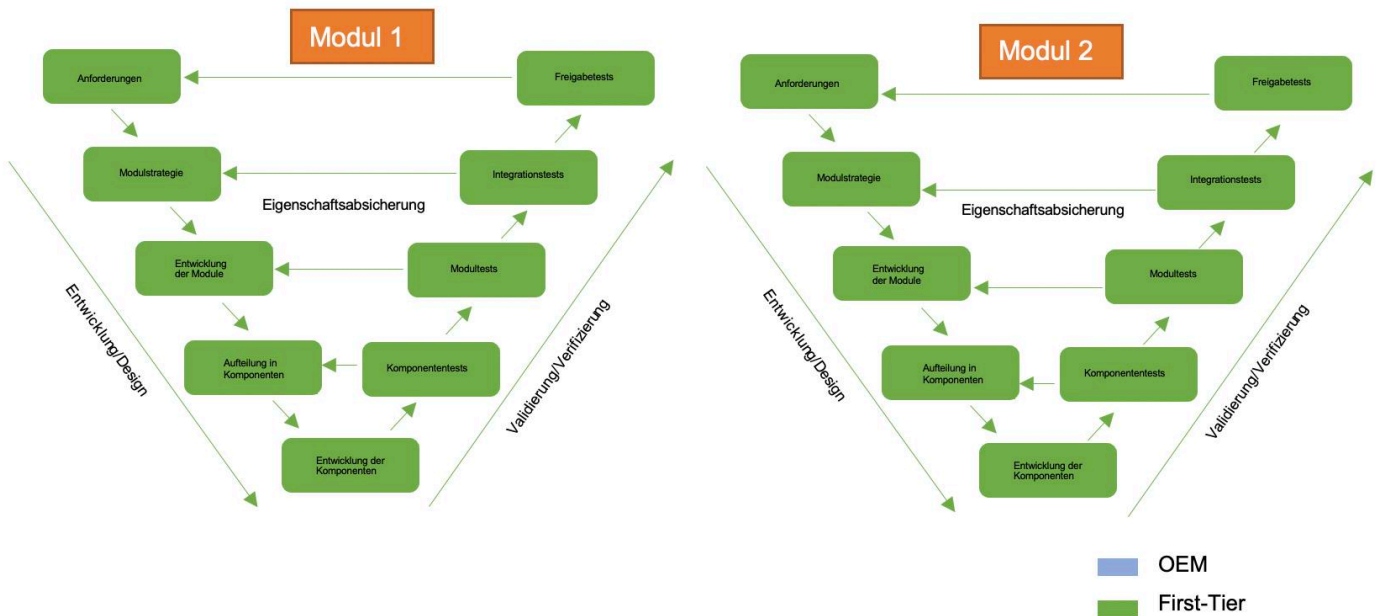 Modul 1
Anforderungen
Freigabetests
Modulstrategie
Integrationstests
Eigenschaftsabsicherung
Entwicklung
der Module
Modultests
Aufteilung in
Komponenten
Komponententests
Entwicklung der
Komponenten
Entwicklung/Design
Validierung/Verifizierung
Modul 2
Anforderungen
Freigabetests
Modulstrategie
Integrationstests
Eigenschaftsabsicherung
Entwicklung
der Module
Modultests
Aufteilung in
Komponenten
Komponententests
Entwicklung der
Komponenten
Entwicklung/Design
Validierung/Verifizierung
OEM
First-Tier